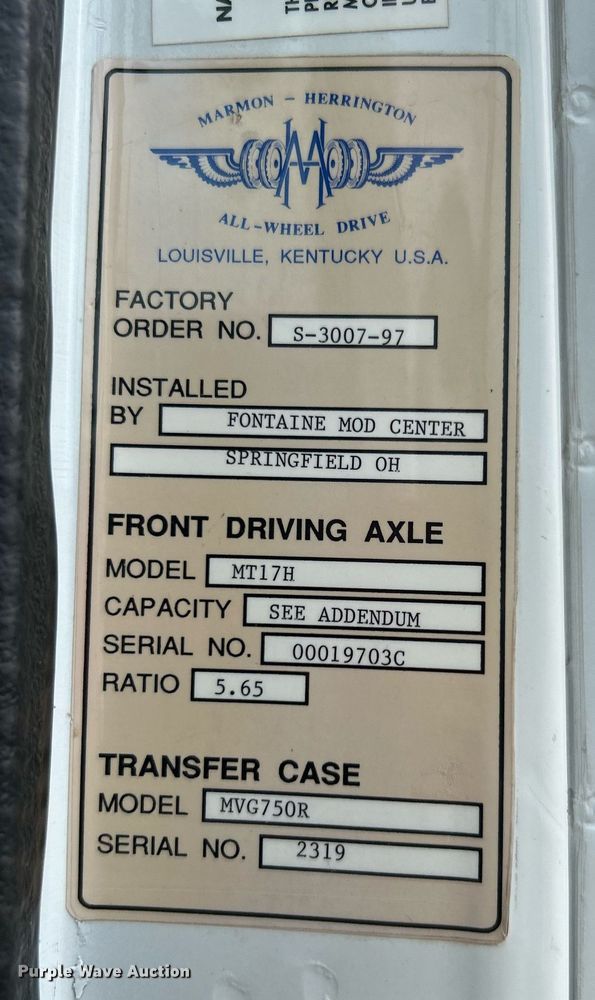 NA
MARMON - HERRINGTON
ALL-WHEEL DRIVE
LOUISVILLE, KENTUCKY U.S.A.
FACTORY
ORDER NO. S-3007-97
INSTALLED
BY FONTAINE MOD CENTER
SPRINGFIELD OH
FRONT DRIVING AXLE
MODEL MT17H
CAPACITY SEE ADDENDUM
SERIAL NO. 00019703C
RATIO 5.65
TRANSFER CASE
MODEL MVG750R
SERIAL NO. 2319
Purple Wave Auction